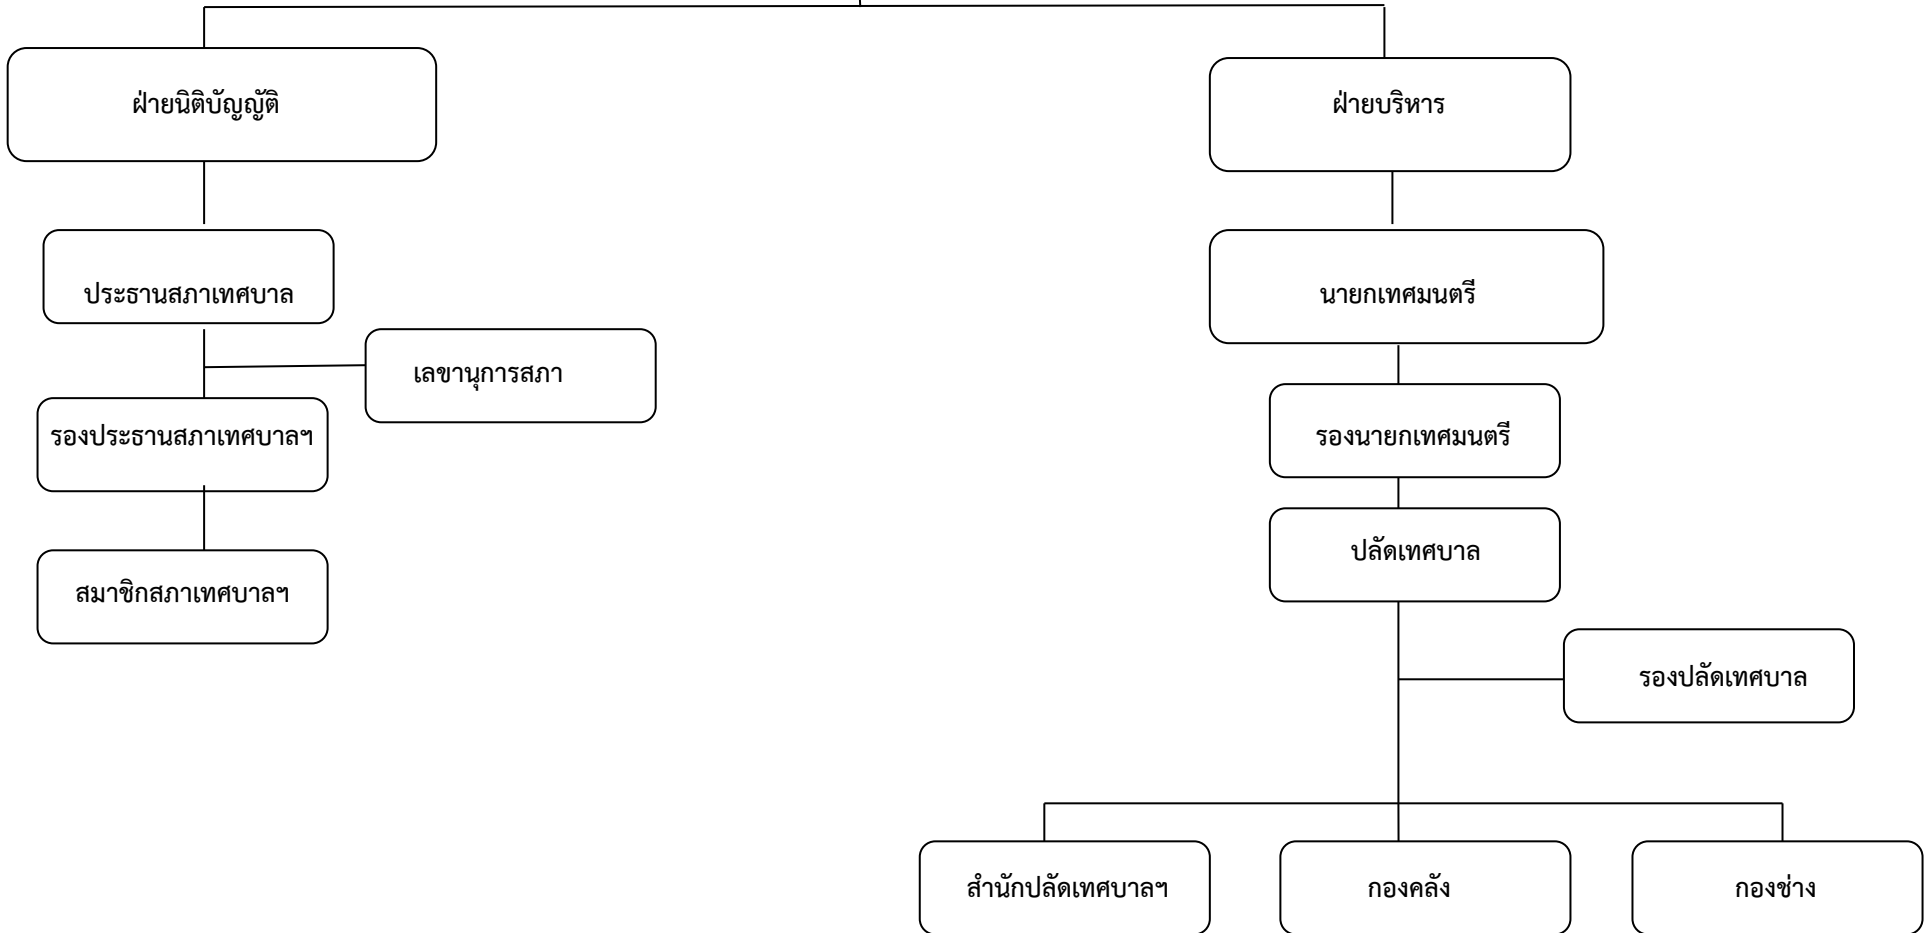 ฝ่ายนิติบัญญัติ
ฝ่ายบริหาร
ประธานสภาเทศบาล
นายกเทศมนตรี
เลขานุการสภา
รองประธานสภาเทศบาลฯ
รองนายกเทศมนตรี
ปลัดเทศบาล
สมาชิกสภาเทศบาลฯ
รองปลัดเทศบาล
สำนักปลัดเทศบาลฯ
กองคลัง
กองช่าง